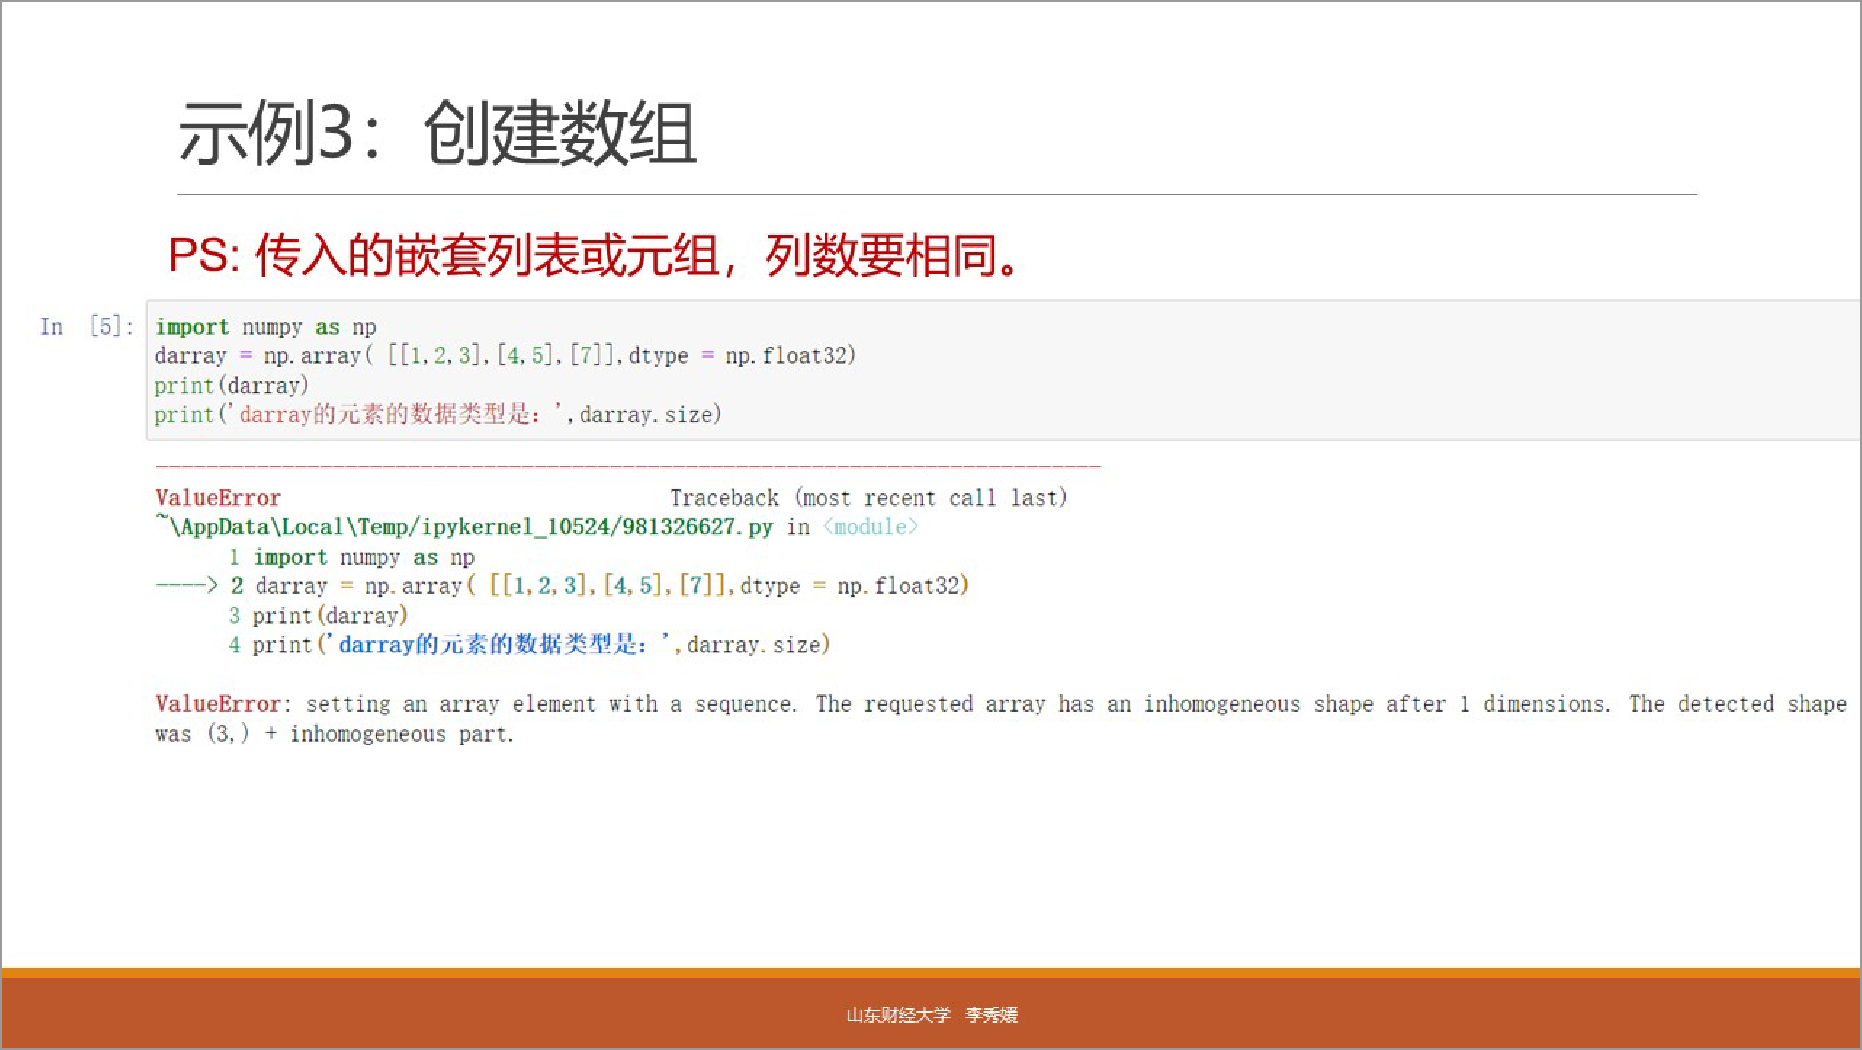 示例3：创建数组
PS: 传入的嵌套列表或元组，列数要相同。
In [5]: import numpy as np
darray = np.array( [[1,2,3],[4,5],[7]],dtype = np.float32)
print(darray)
print('darray的元素的数据类型是：',darray.size)
---------------------------------------------------------------------------
ValueError Traceback (most recent call last)
~\AppData\Local\Temp/ipykernel_10524/981326627.py in <module>
1 import numpy as np
----> 2 darray = np.array( [[1,2,3],[4,5],[7]],dtype = np.float32)
3 print(darray)
4 print('darray的元素的数据类型是：',darray.size)
ValueError: setting an array element with a sequence. The requested array has an inhomogeneous shape after 1 dimensions. The detected shape
was (3,) + inhomogeneous part.
山东财经大学 李秀媛